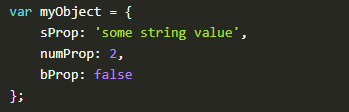 var myObject = {
    sProp: 'some string value',
    numProp: 2,
    bProp: false
};